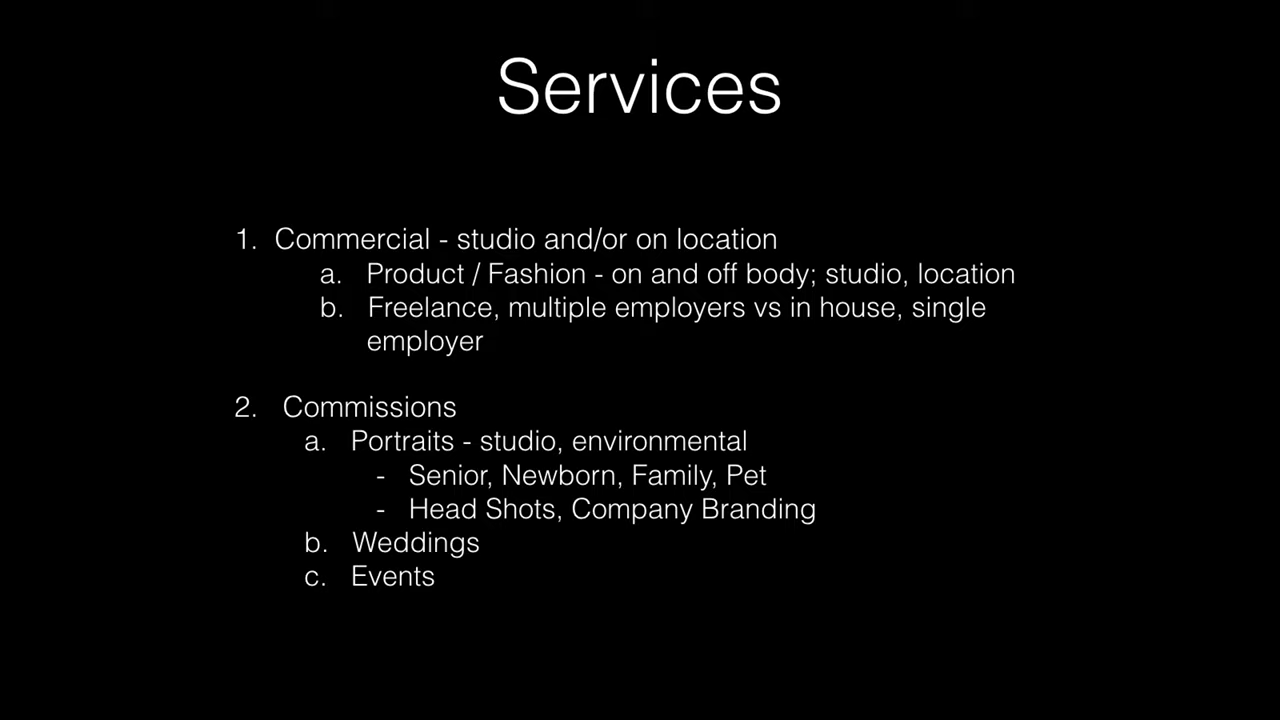 Services
1. Commercial - studio and/or on location
a. Product / Fashion - on and off body; studio, location
b. Freelance, multiple employers vs in house, single
employer
2. Commissions
a. Portraits - studio, environmental
- Senior, Newborn, Family, Pet
- Head Shots, Company Branding
b. Weddings
c. Events